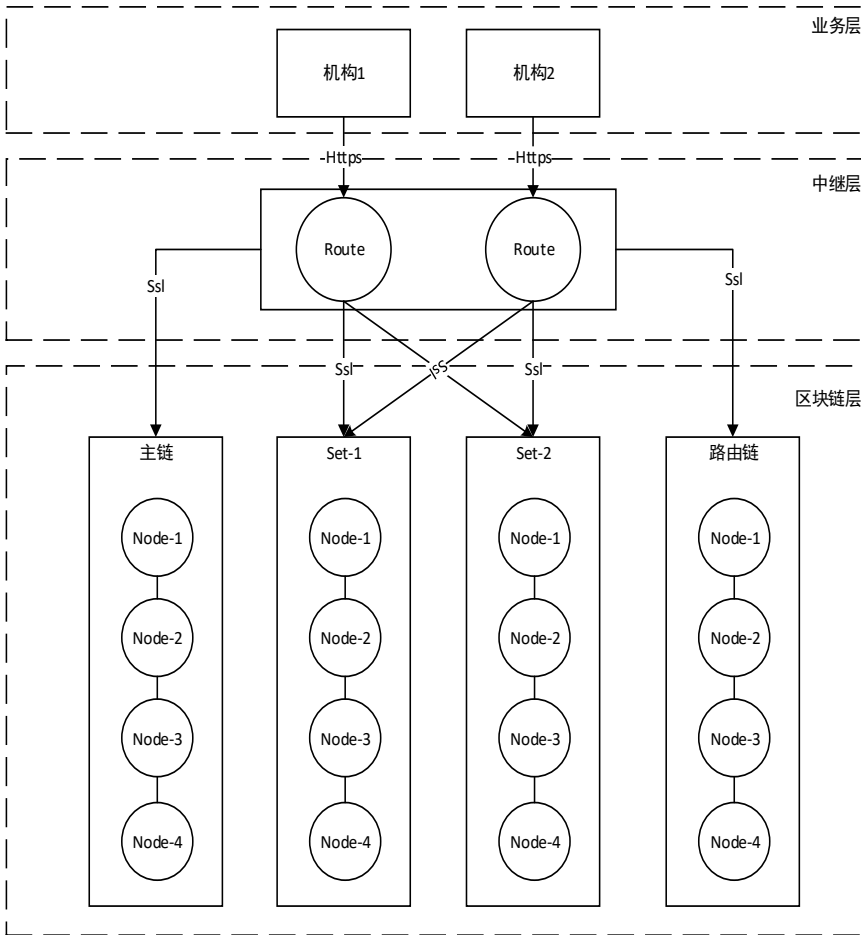 业务层
机构1
机构2
Https
Https
中继层
Route
Route
Ssl
Ssl
Ssl
Ssl
Ssl
区块链层
主链
Set-1
Set-2
路由链
Node-1
Node-1
Node-1
Node-1
Node-2
Node-2
Node-2
Node-2
Node-3
Node-3
Node-3
Node-3
Node-4
Node-4
Node-4
Node-4